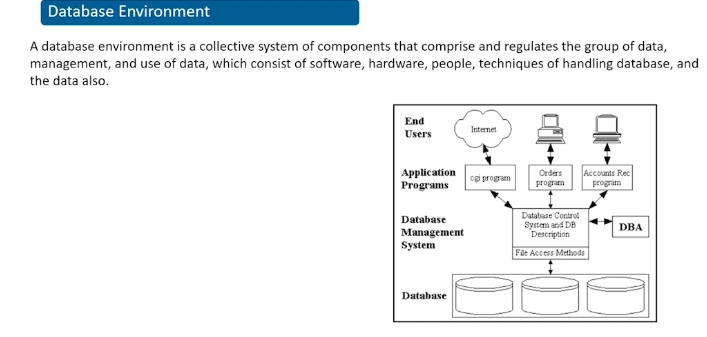 Database Environment
A database environment is a collective system of components that comprise and regulates the group of data,
management, and use of data, which consist of software, hardware, people, techniques of handling database, and
the data also.
End
Users
Internet
Application
Programs
cgi program
Orders
program
Accounts Rec
program
Database
Management
System
Database Control
System and DB
Description
DBA
File Access Methods
Database